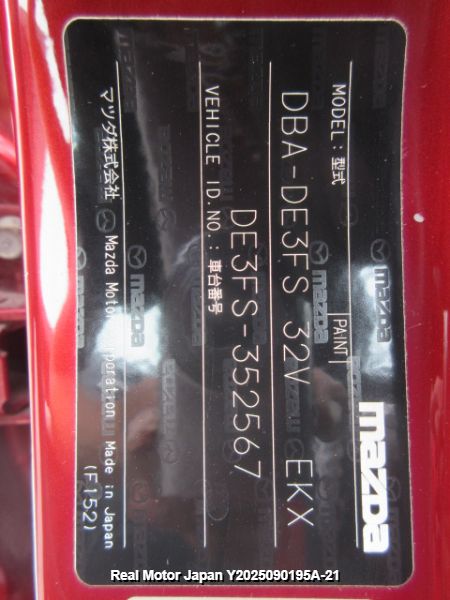 mazda
MODEL: 型式
PAINT
DBA-DE3FS 32V EKX
VEHICLE ID.NO.: 車台番号
DE3FS-352567
マツダ株式会社 Mazda Motor Corporation Made in Japan
(F152)
Real Motor Japan Y2025090195A-21